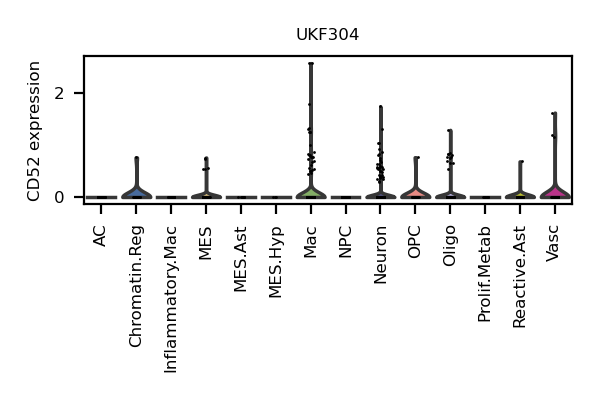 UKF304
CD52 expression
2
0
AC
Chromatin.Reg
Inflammatory.Mac
MES
MES.Ast
MES.Hyp
Mac
NPC
Neuron
OPC
Oligo
Prolif.Metab
Reactive.Ast
Vasc